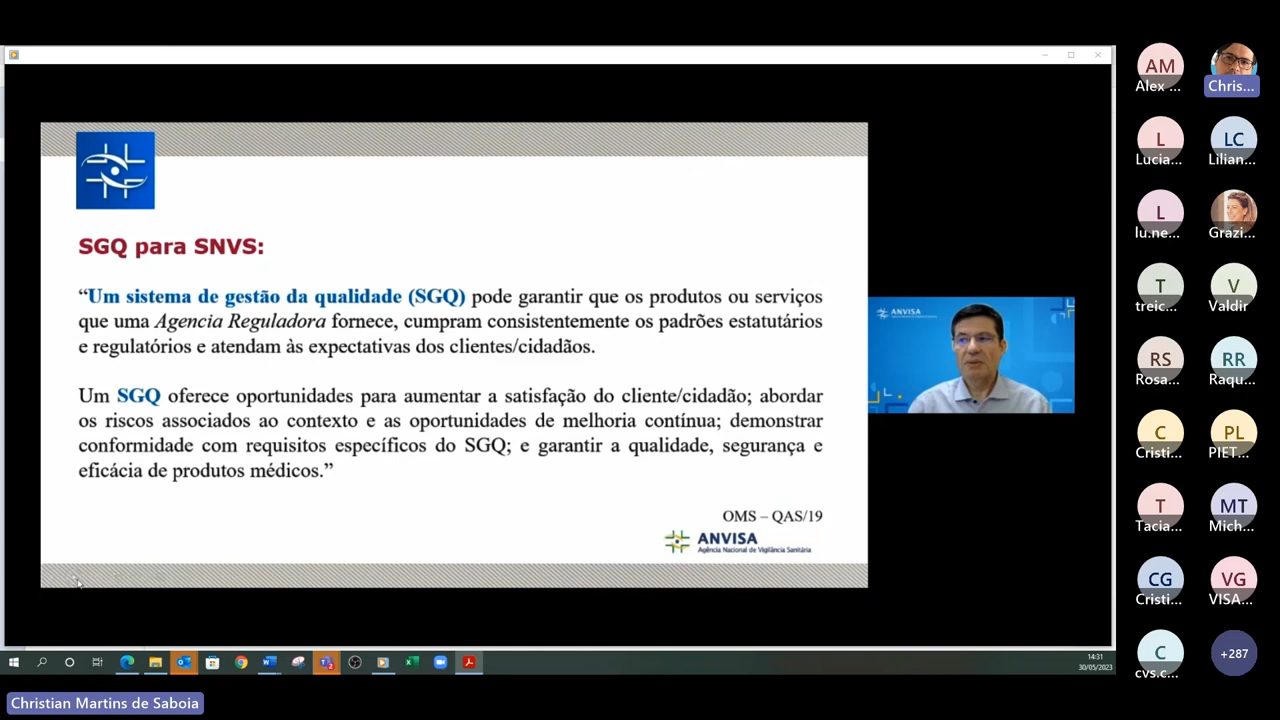 SGQ para SNVS:
“Um sistema de gestão da qualidade (SGQ) pode garantir que os produtos ou serviços
que uma Agencia Reguladora fornece, cumpram consistentemente os padrões estatutários
e regulatórios e atendam às expectativas dos clientes/cidadãos.
Um SGQ oferece oportunidades para aumentar a satisfação do cliente/cidadão; abordar
os riscos associados ao contexto e as oportunidades de melhoria contínua; demonstrar
conformidade com requisitos específicos do SGQ; e garantir a qualidade, segurança e
eficácia de produtos médicos.”
OMS – QAS/19
ANVISA
Agência Nacional de Vigilância Sanitária
ANVISA
AM
Alex ...
Chris...
L
Lucia...
LC
Lilian...
L
lu.ne...
Grazi...
T
treic...
V
Valdir
RS
Rosa...
RR
Raqu...
C
Cristi...
PL
PIET...
T
Tacia...
MT
Mich...
CG
Cristi...
VG
VISA...
C
cvs.c...
+287
14:31
30/05/2023
Christian Martins de Saboia